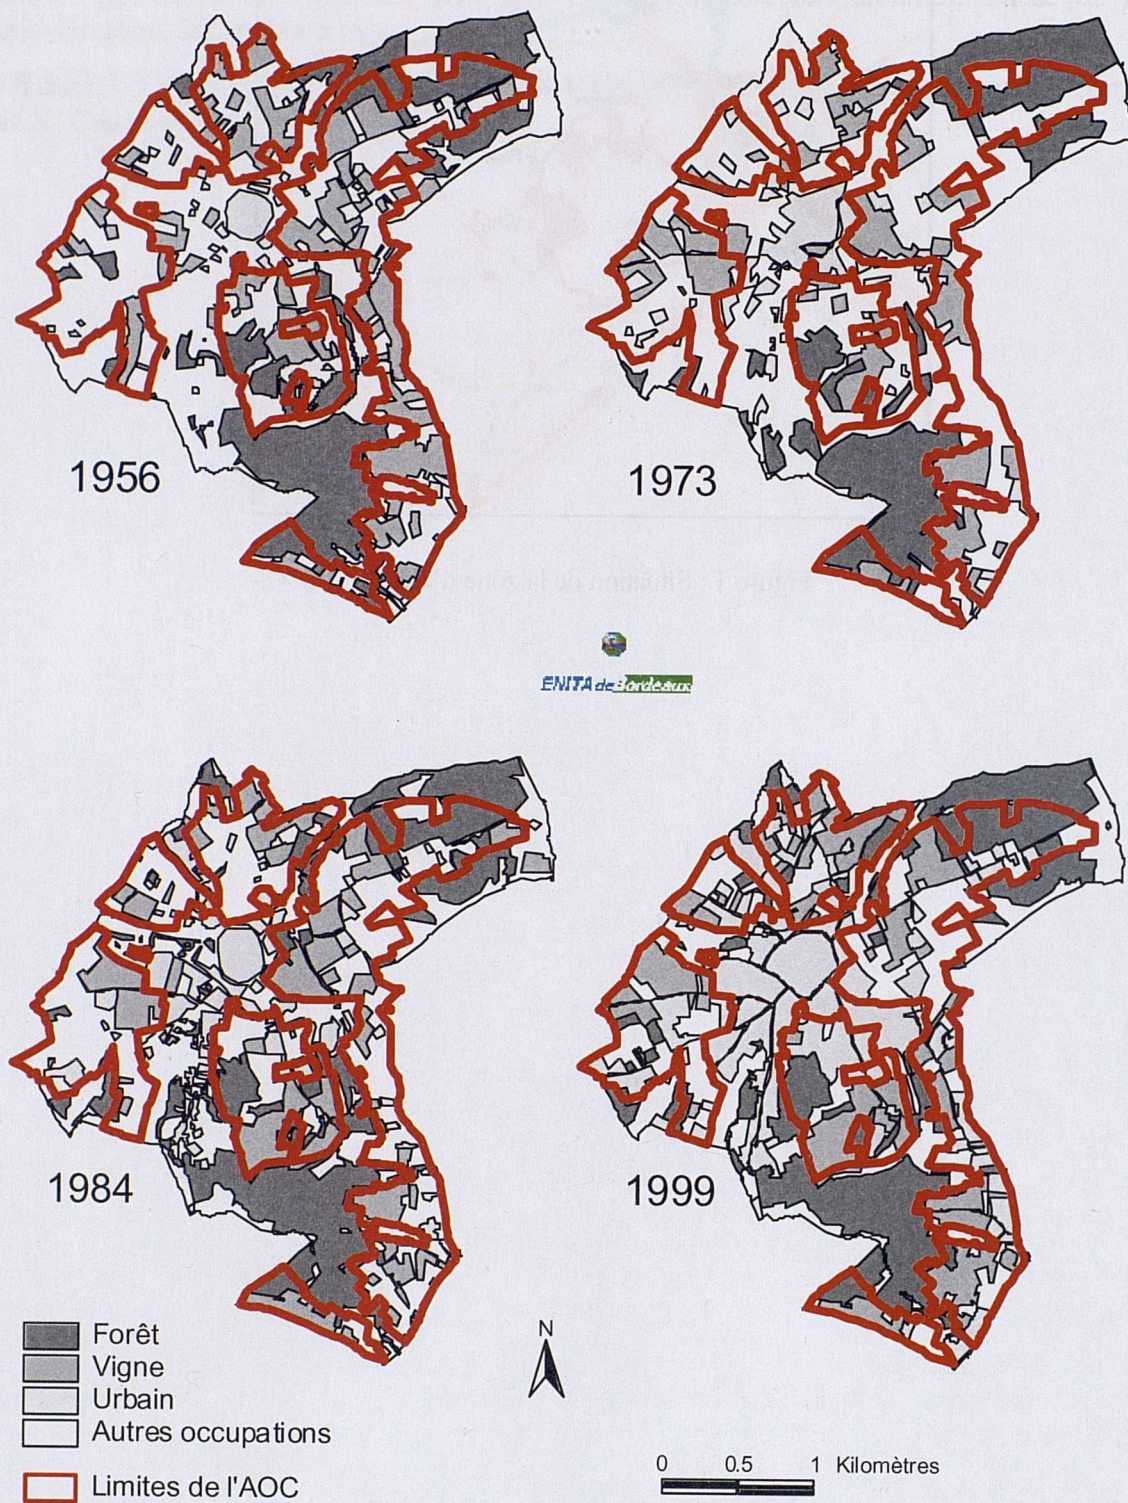 1956
1973
ENITA de Bordeaux
1984
1999
Forêt
Vigne
Urbain
Autres occupations
Limites de l'AOC
N
0 0.5 1 Kilomètres